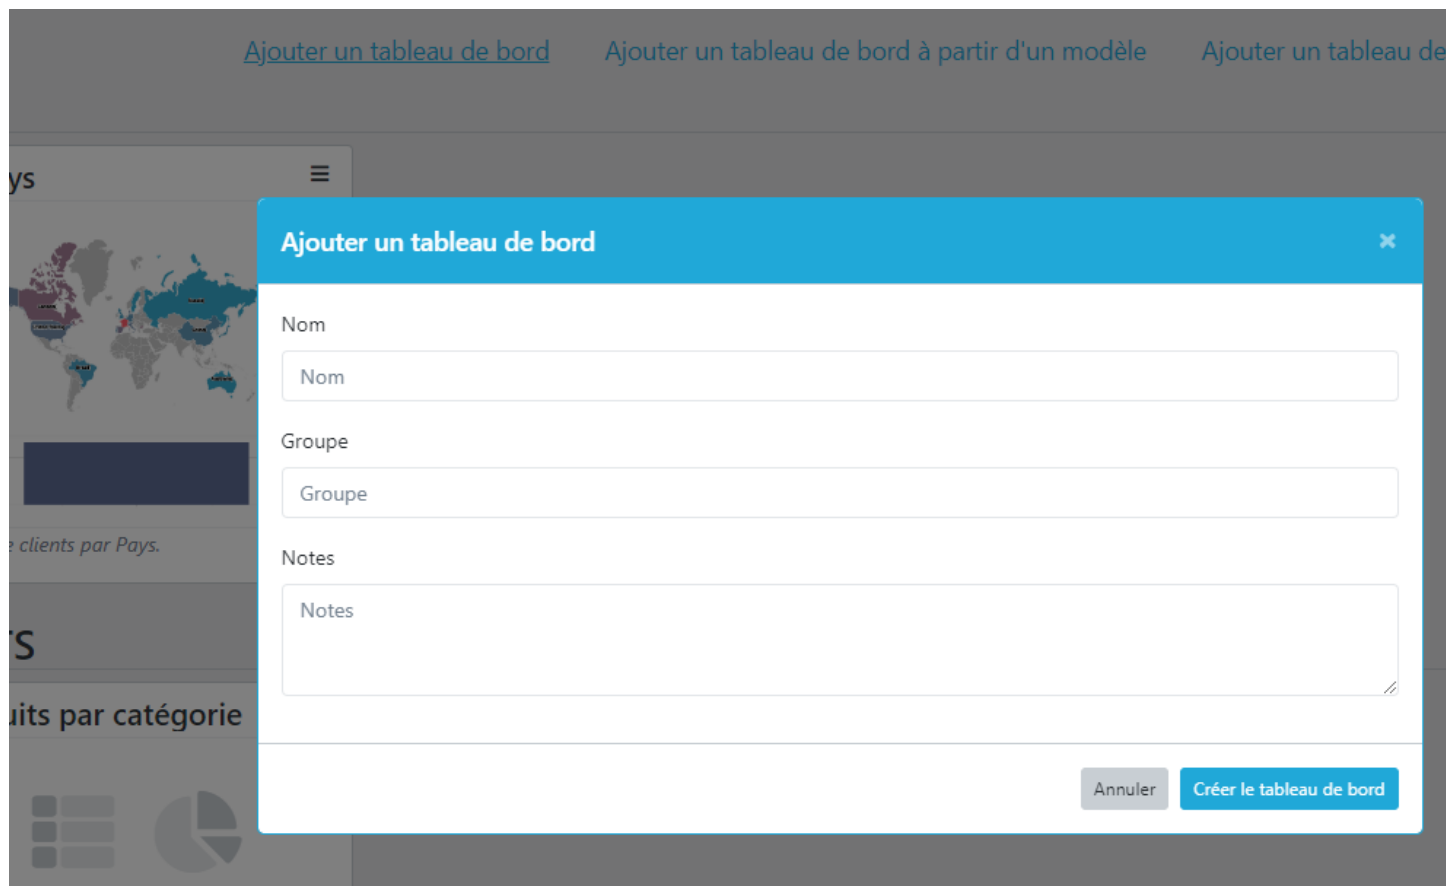 Ajouter un tableau de bord Ajouter un tableau de bord à partir d'un modèle Ajouter un tableau de
ys
Ajouter un tableau de bord ×
Nom
Nom
Groupe
Groupe
clients par Pays.
Notes
Notes
TS
uits par catégorie
Annuler Créer le tableau de bord